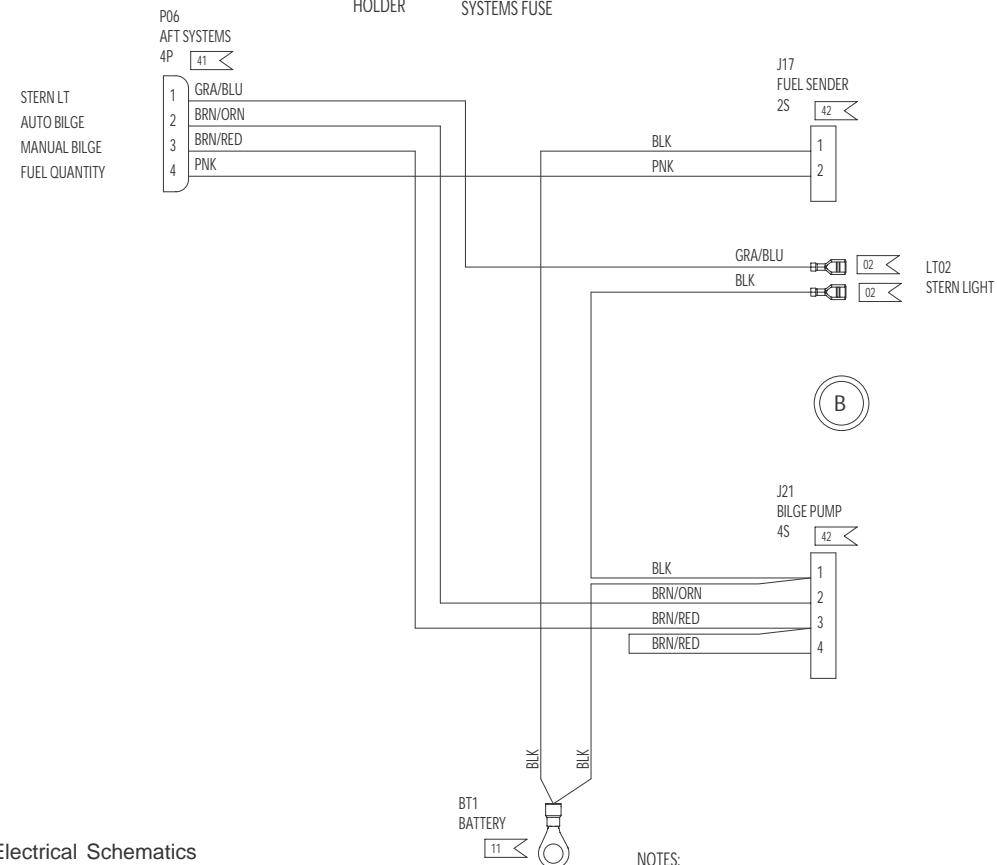 HOLDER
SYSTEMS FUSE
P06
AFT SYSTEMS
4P 41
STERN LT 1 GRA/BLU
AUTO BILGE 2 BRN/ORN
MANUAL BILGE 3 BRN/RED
FUEL QUANTITY 4 PNK
J17
FUEL SENDER
2S 42
BLK 1
PNK 2
GRA/BLU 02
BLK 02
LT02
STERN LIGHT
B
J21
BILGE PUMP
4S 42
BLK 1
BRN/ORN 2
BRN/RED 3
BRN/RED 4
BLK
BLK
BT1
BATTERY
11
Electrical Schematics
NOTES: